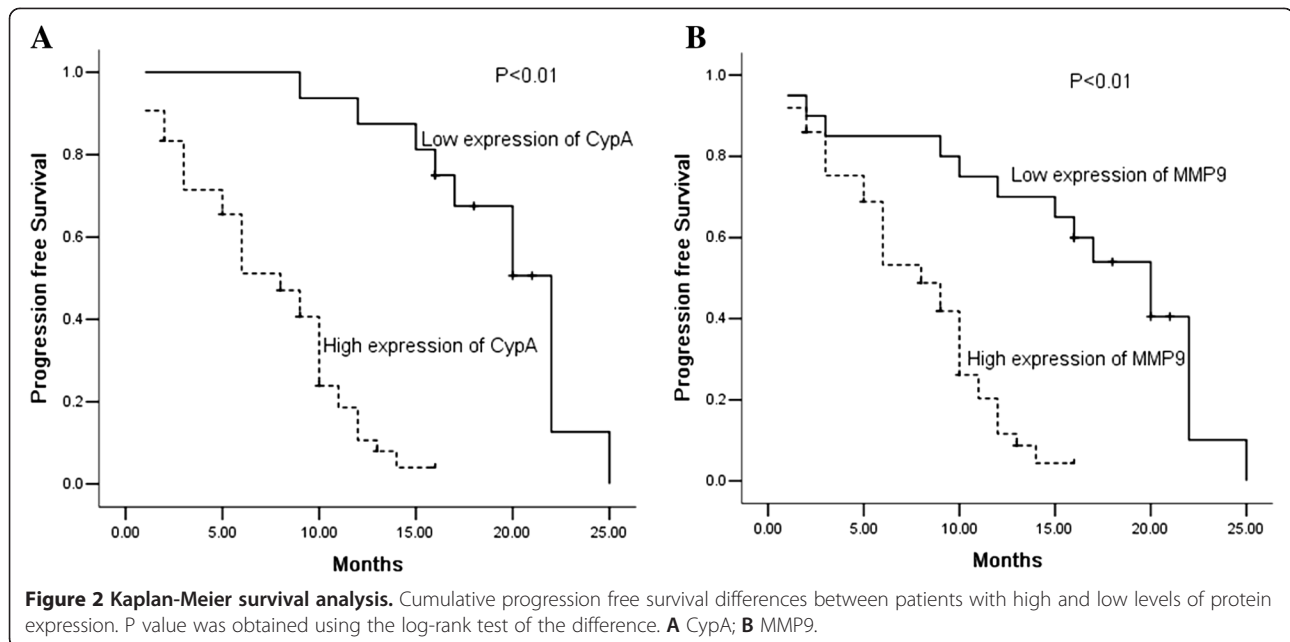 A
P<0.01
1.0
0.8
0.6
0.4
0.2
0.0
Progression free Survival
Low expression of CypA
High expression of CypA
0.00 5.00 10.00 15.00 20.00 25.00
Months
B
P<0.01
1.0
0.8
0.6
0.4
0.2
0.0
Progression free Survival
Low expression of MMP9
High expression of MMP9
0.00 5.00 10.00 15.00 20.00 25.00
Months
Figure 2 Kaplan-Meier survival analysis. Cumulative progression free survival differences between patients with high and low levels of protein
expression. P value was obtained using the log-rank test of the difference. A CypA; B MMP9.